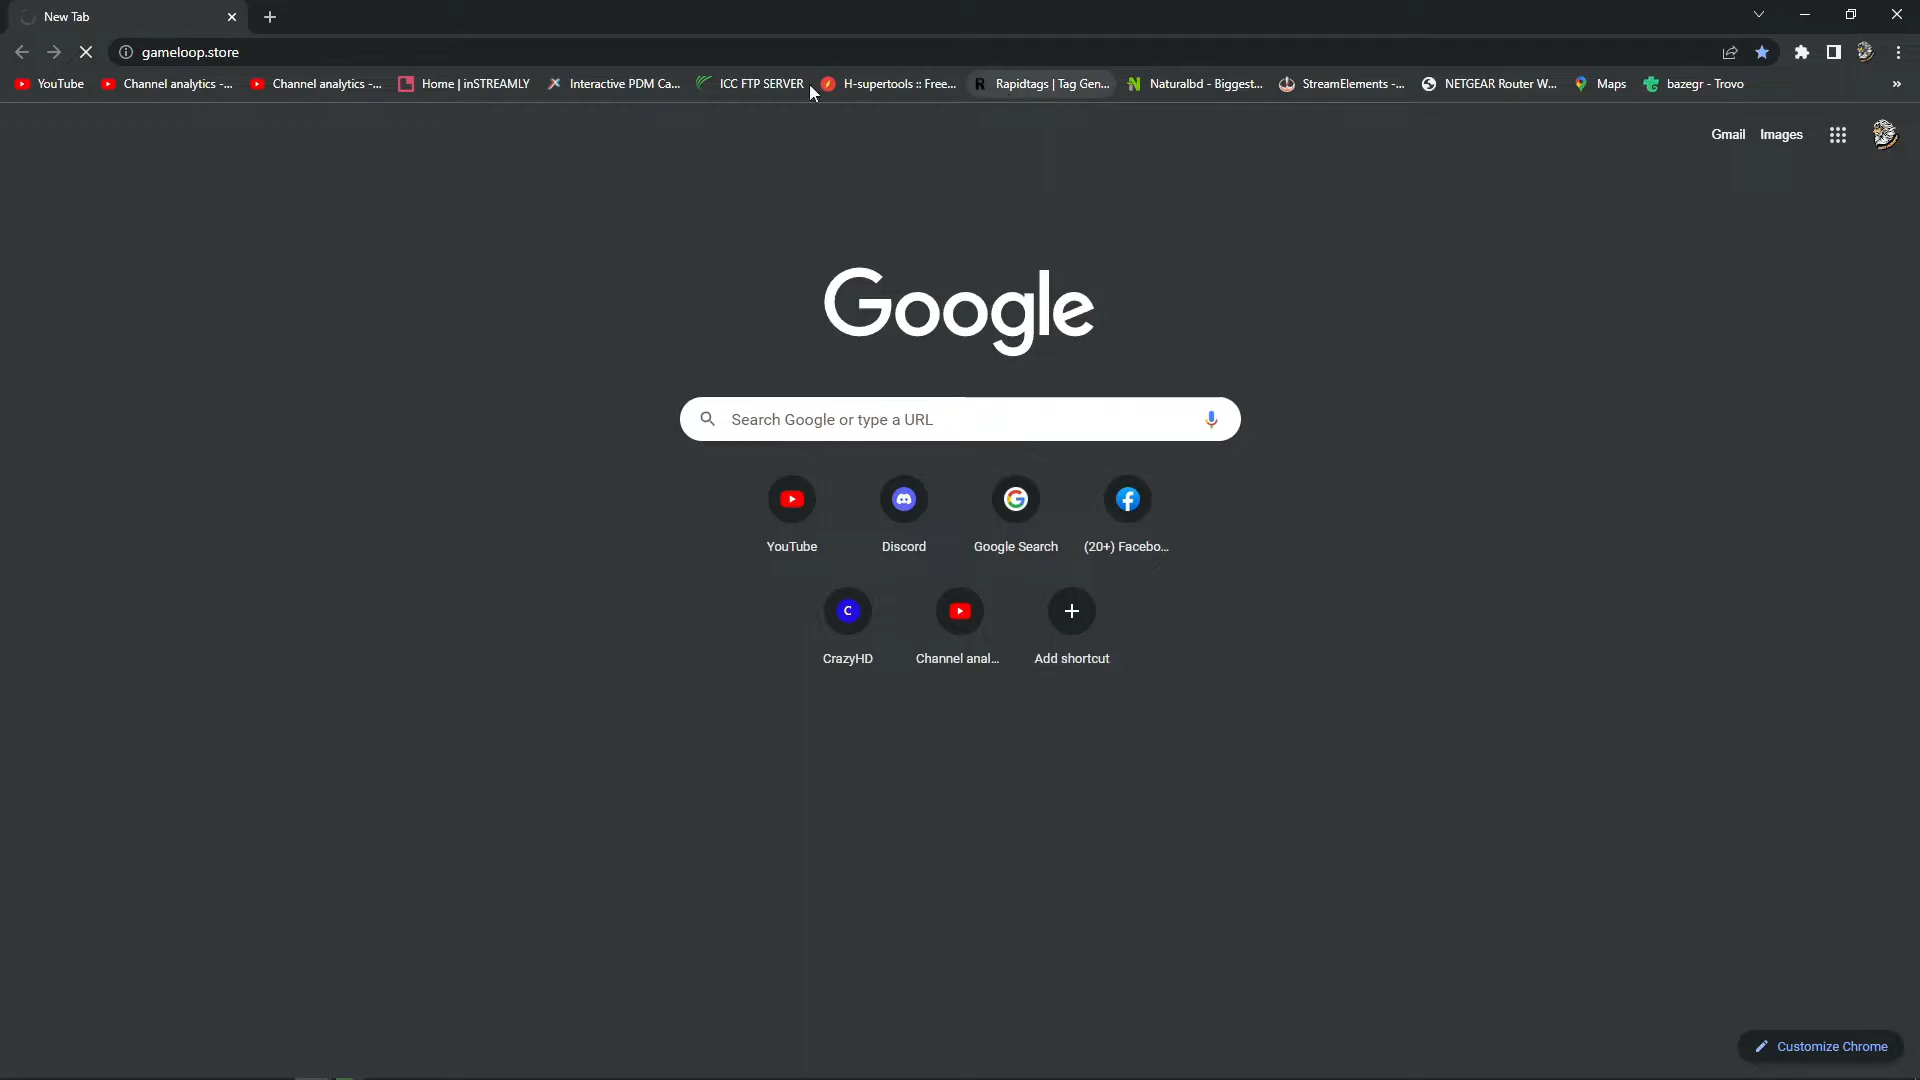 New Tab
gameloop.store
YouTube Channel analytics -... Channel analytics -... Home | inSTREAMLY Interactive PDM Ca... ICC FTP SERVER H-supertools :: Free... Rapidtags | Tag Gen... Naturalbd - Biggest... StreamElements -... NETGEAR Router W... Maps bazegr - Trovo
Gmail Images
Google
Search Google or type a URL
YouTube Discord Google Search (20+) Facebo...
C
CrazyHD Channel anal... Add shortcut
Customize Chrome